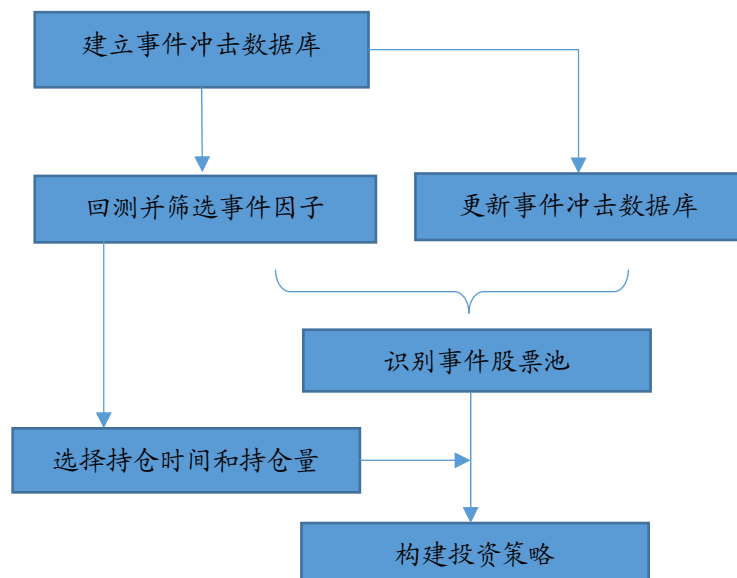 建立事件冲击数据库
回测并筛选事件因子
更新事件冲击数据库
识别事件股票池
选择持仓时间和持仓量
构建投资策略